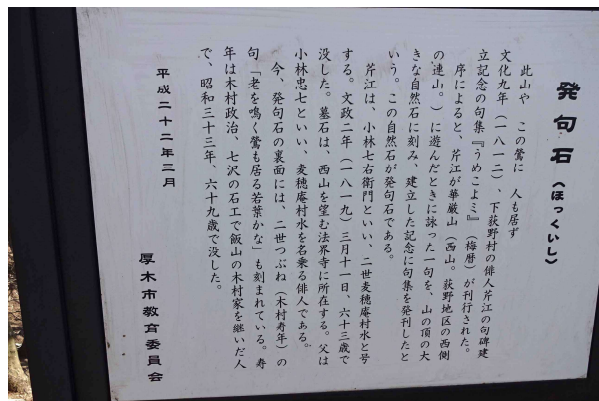 発句石（ほっくいし）
此山や　この鶯に　人も居ず
文化九年（一八一二）、下荻野村の俳人芹江の句碑建
立記念の句集『うめこよミ』（梅暦）が刊行された。
序によると、芹江が華厳山（西山。荻野地区の西側
の連山。）に遊んだときに詠った一句を、山の頂の大
きな自然石に刻み、建立した記念に句集を発刊したと
いう。この自然石が発句石である。
芹江は、小林七右衛門といい、二世麦穂庵村水と号
する。文政二年（一八一九）三月十一日、六十三歳で
没した。墓石は、西山を望む法界寺に所在する。父は
小林忠七といい、麦穂庵村水を名乗る俳人である。
今、発句石の裏面には、二世つぶね（木村寿年）の
句「老を鳴く鶯も居る若葉かな」も刻まれている。寿
年は木村政治、七沢の石工で飯山の木村家を継いだ人
で、昭和三十三年、六十九歳で没した。
平成二十二年二月
厚木市教育委員会